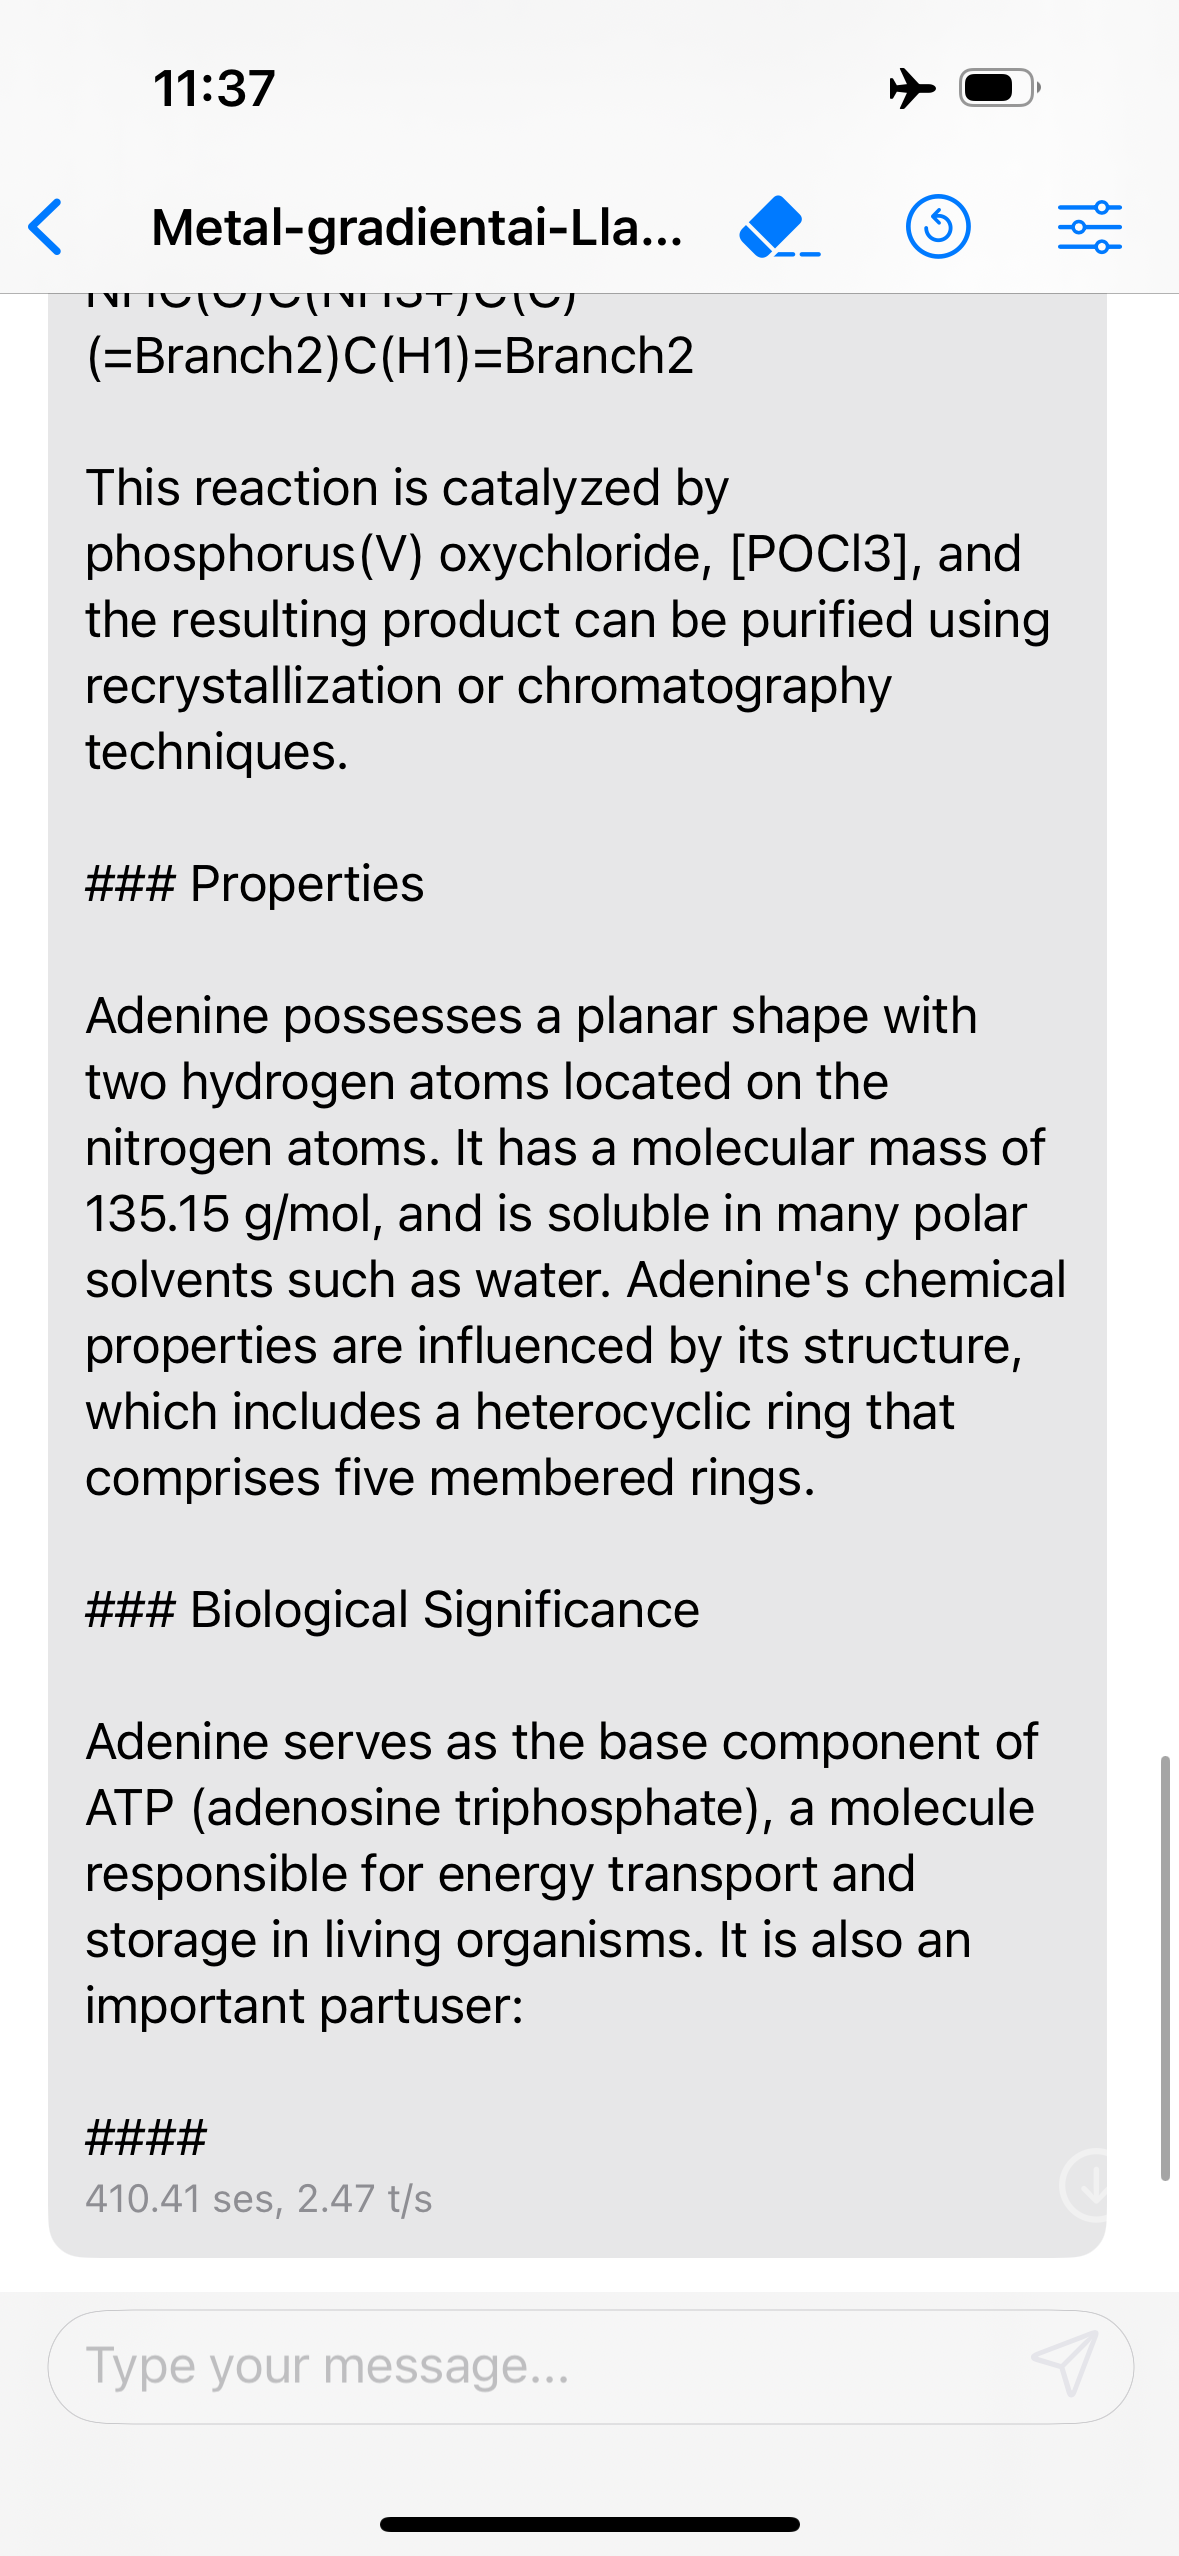 11:37
Metal-gradientai-Lla...
(=Branch2)C(H1)=Branch2
This reaction is catalyzed by
phosphorus(V) oxychloride, [POCl3], and
the resulting product can be purified using
recrystallization or chromatography
techniques.
### Properties
Adenine possesses a planar shape with
two hydrogen atoms located on the
nitrogen atoms. It has a molecular mass of
135.15 g/mol, and is soluble in many polar
solvents such as water. Adenine's chemical
properties are influenced by its structure,
which includes a heterocyclic ring that
comprises five membered rings.
### Biological Significance
Adenine serves as the base component of
ATP (adenosine triphosphate), a molecule
responsible for energy transport and
storage in living organisms. It is also an
important partuser:
####
410.41 ses, 2.47 t/s
Type your message...